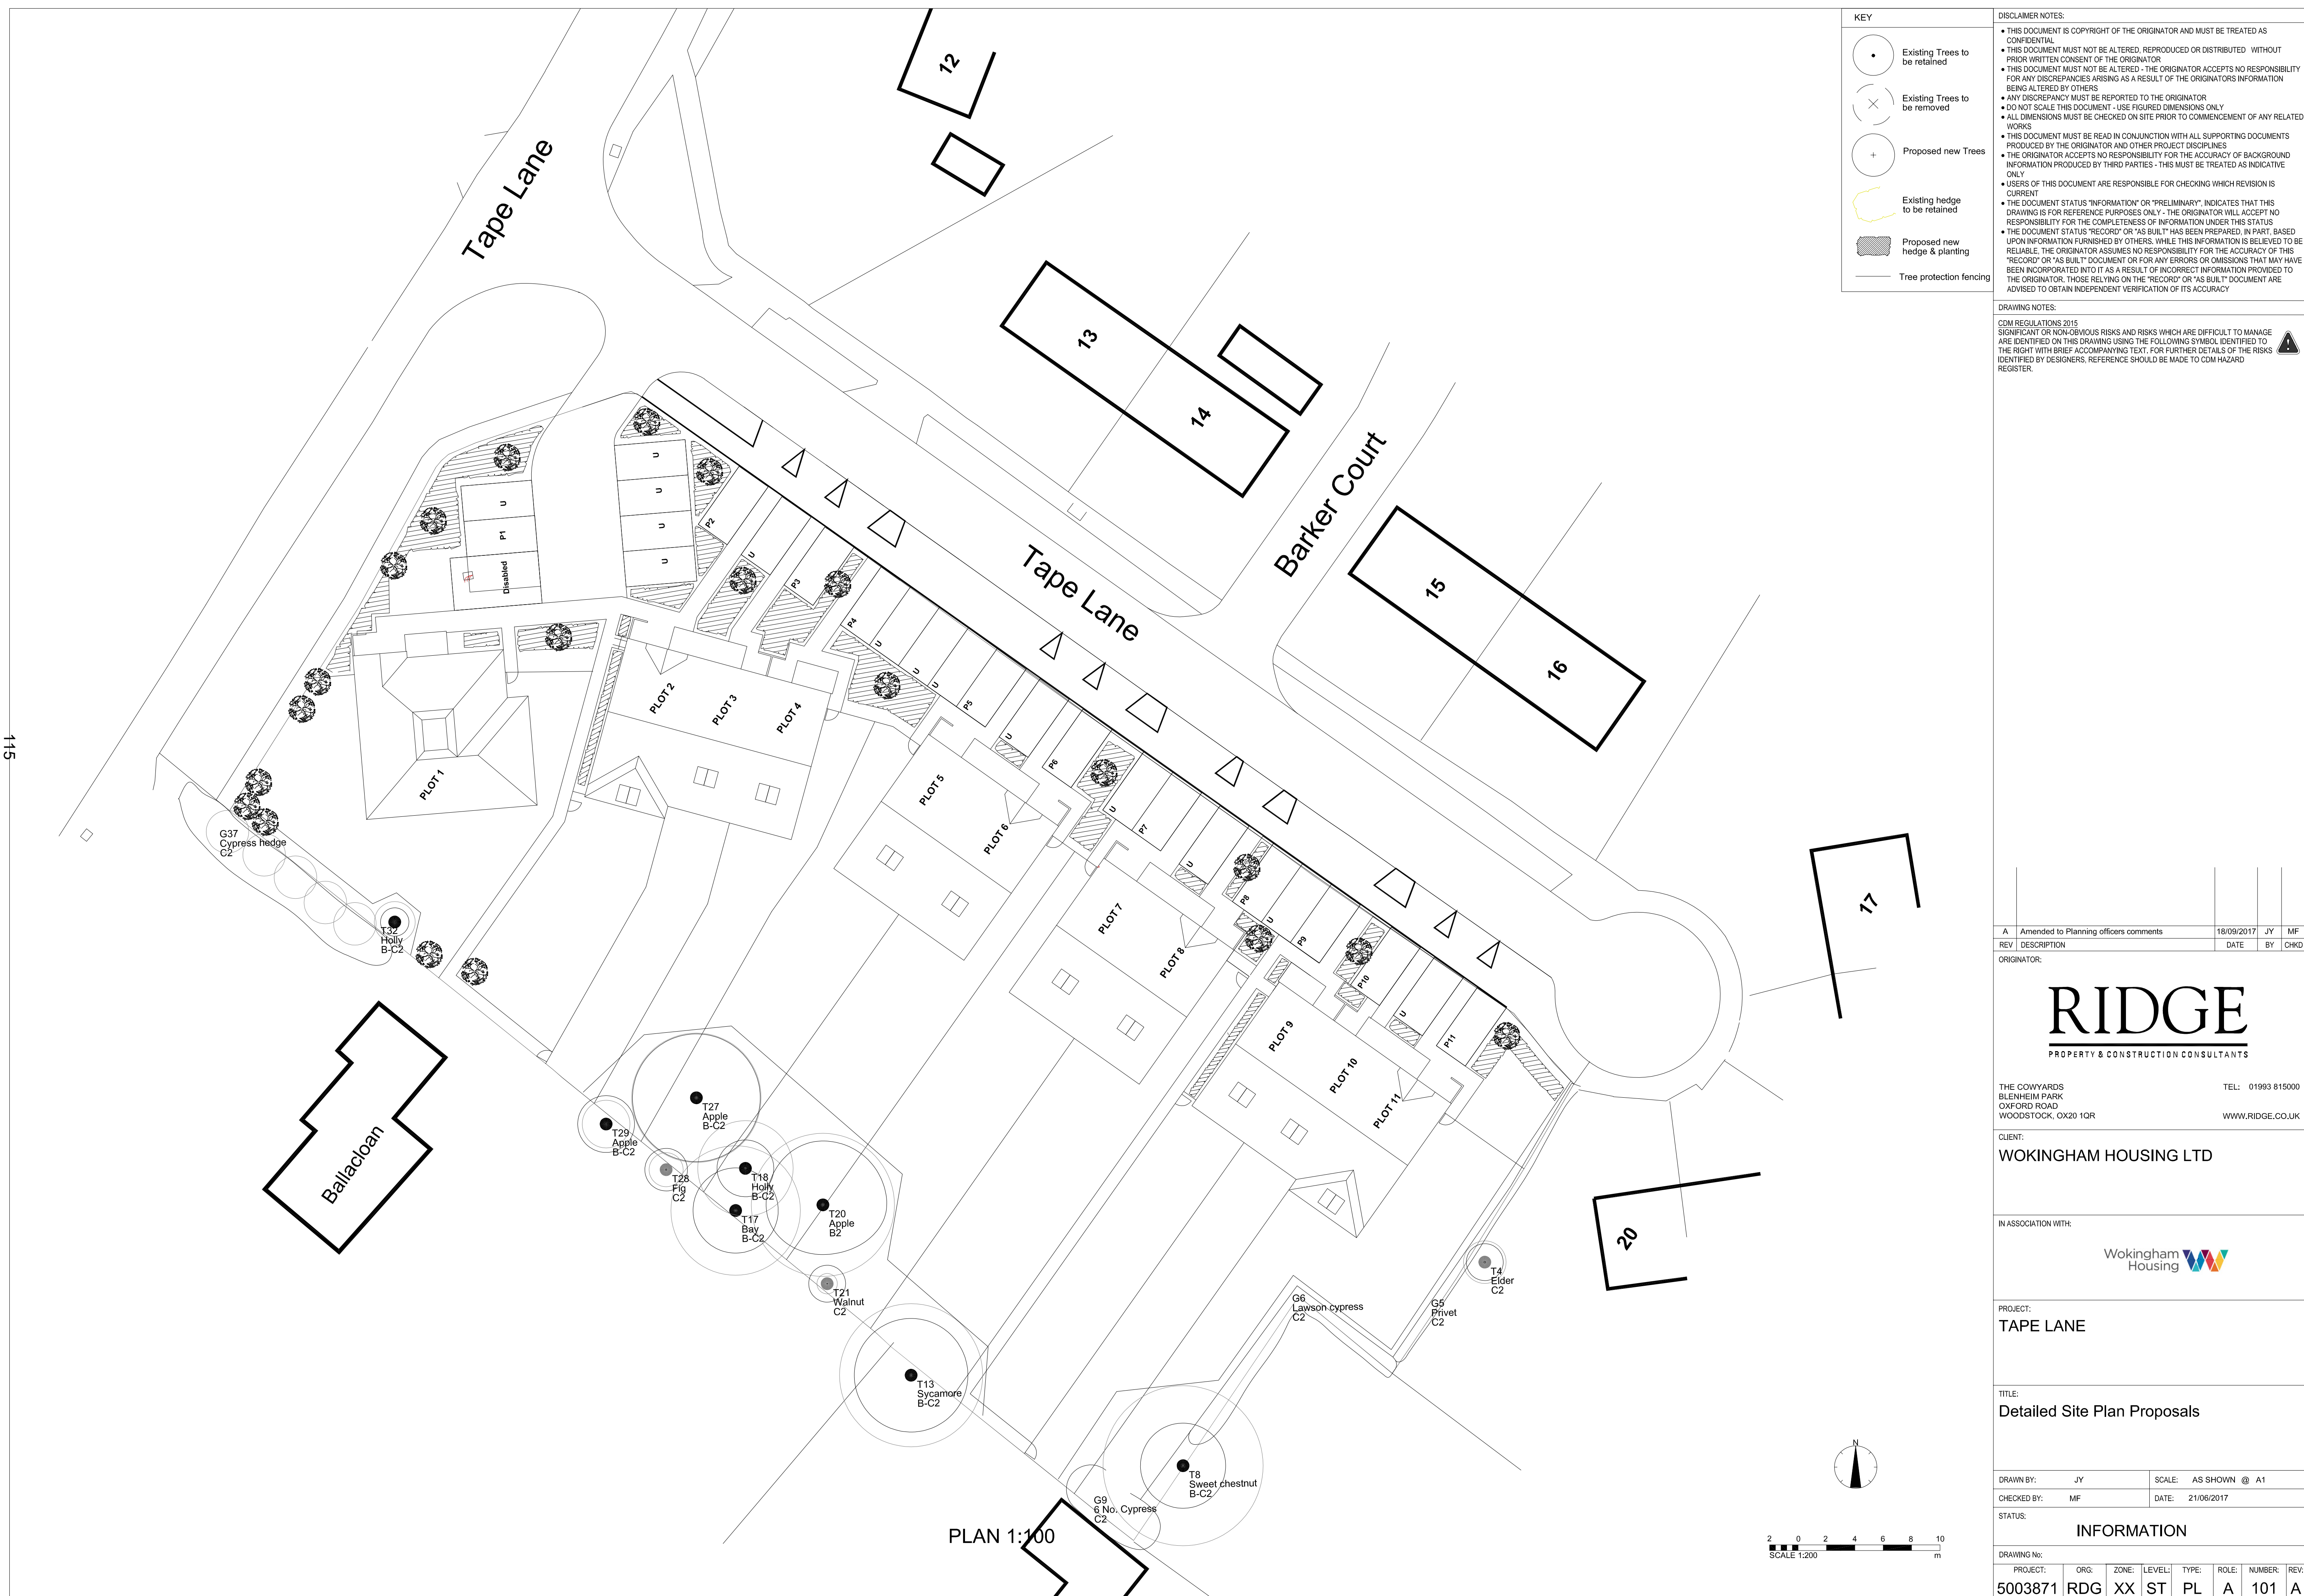 12
Tape Lane
13
14
Barker Court
Tape Lane
15
16
17
20
U
P1
Disabled
U
U
U
U
P2
U
P3
P4
U
U
U
P5
U
P6
U
P7
U
P8
U
P9
P10
U
P11
PLOT 1
PLOT 2
PLOT 3
PLOT 4
PLOT 5
PLOT 6
PLOT 7
PLOT 8
PLOT 9
PLOT 10
PLOT 11
115
G37
Cypress hedge
C2
T32
Holly
B-C2
Ballacloan
T27
Apple
B-C2
T29
Apple
B-C2
T28
Fig
C2
T18
Holly
B-C2
T17
Bay
B-C2
T20
Apple
B2
T21
Walnut
C2
T13
Sycamore
B-C2
G6
Lawson cypress
C2
G5
Privet
C2
T4
Elder
C2
T8
Sweet chestnut
B-C2
G9
6 No. Cypress
C2
PLAN 1:100
N
2 0 2 4 6 8 10
SCALE 1:200 m
KEY
Existing Trees to
be retained
Existing Trees to
be removed
Proposed new Trees
Existing hedge
to be retained
Proposed new
hedge & planting
Tree protection fencing
DISCLAIMER NOTES:
• THIS DOCUMENT IS COPYRIGHT OF THE ORIGINATOR AND MUST BE TREATED AS
CONFIDENTIAL
• THIS DOCUMENT MUST NOT BE ALTERED, REPRODUCED OR DISTRIBUTED WITHOUT
PRIOR WRITTEN CONSENT OF THE ORIGINATOR
• THIS DOCUMENT MUST NOT BE ALTERED - THE ORIGINATOR ACCEPTS NO RESPONSIBILITY
FOR ANY DISCREPANCIES ARISING AS A RESULT OF THE ORIGINATORS INFORMATION
BEING ALTERED BY OTHERS
• ANY DISCREPANCY MUST BE REPORTED TO THE ORIGINATOR
• DO NOT SCALE THIS DOCUMENT - USE FIGURED DIMENSIONS ONLY
• ALL DIMENSIONS MUST BE CHECKED ON SITE PRIOR TO COMMENCEMENT OF ANY RELATED
WORKS
• THIS DOCUMENT MUST BE READ IN CONJUNCTION WITH ALL SUPPORTING DOCUMENTS
PRODUCED BY THE ORIGINATOR AND OTHER PROJECT DISCIPLINES
• THE ORIGINATOR ACCEPTS NO RESPONSIBILITY FOR THE ACCURACY OF BACKGROUND
INFORMATION PRODUCED BY THIRD PARTIES - THIS MUST BE TREATED AS INDICATIVE
ONLY
• USERS OF THIS DOCUMENT ARE RESPONSIBLE FOR CHECKING WHICH REVISION IS
CURRENT
• THE DOCUMENT STATUS "INFORMATION" OR "PRELIMINARY", INDICATES THAT THIS
DRAWING IS FOR REFERENCE PURPOSES ONLY - THE ORIGINATOR WILL ACCEPT NO
RESPONSIBILITY FOR THE COMPLETENESS OF INFORMATION UNDER THIS STATUS
• THE DOCUMENT STATUS "RECORD" OR "AS BUILT" HAS BEEN PREPARED, IN PART, BASED
UPON INFORMATION FURNISHED BY OTHERS. WHILE THIS INFORMATION IS BELIEVED TO BE
RELIABLE, THE ORIGINATOR ASSUMES NO RESPONSIBILITY FOR THE ACCURACY OF THIS
"RECORD" OR "AS BUILT" DOCUMENT OR FOR ANY ERRORS OR OMISSIONS THAT MAY HAVE
BEEN INCORPORATED INTO IT AS A RESULT OF INCORRECT INFORMATION PROVIDED TO
THE ORIGINATOR. THOSE RELYING ON THE "RECORD" OR "AS BUILT" DOCUMENT ARE
ADVISED TO OBTAIN INDEPENDENT VERIFICATION OF ITS ACCURACY
DRAWING NOTES:
CDM REGULATIONS 2015
SIGNIFICANT OR NON-OBVIOUS RISKS AND RISKS WHICH ARE DIFFICULT TO MANAGE
ARE IDENTIFIED ON THIS DRAWING USING THE FOLLOWING SYMBOL IDENTIFIED TO
THE RIGHT WITH BRIEF ACCOMPANYING TEXT. FOR FURTHER DETAILS OF THE RISKS
IDENTIFIED BY DESIGNERS, REFERENCE SHOULD BE MADE TO CDM HAZARD
REGISTER.
A Amended to Planning officers comments 18/09/2017 JY MF
REV DESCRIPTION DATE BY CHKD
ORIGINATOR:
RIDGE
PROPERTY & CONSTRUCTION CONSULTANTS
THE COWYARDS TEL: 01993 815000
BLENHEIM PARK
OXFORD ROAD
WOODSTOCK, OX20 1QR WWW.RIDGE.CO.UK
CLIENT:
WOKINGHAM HOUSING LTD
IN ASSOCIATION WITH:
Wokingham
Housing
PROJECT:
TAPE LANE
TITLE:
Detailed Site Plan Proposals
DRAWN BY: JY SCALE: AS SHOWN @ A1
CHECKED BY: MF DATE: 21/06/2017
STATUS:
INFORMATION
DRAWING No:
PROJECT: ORG: ZONE: LEVEL: TYPE: ROLE: NUMBER: REV:
5003871 RDG XX ST PL A 101 A